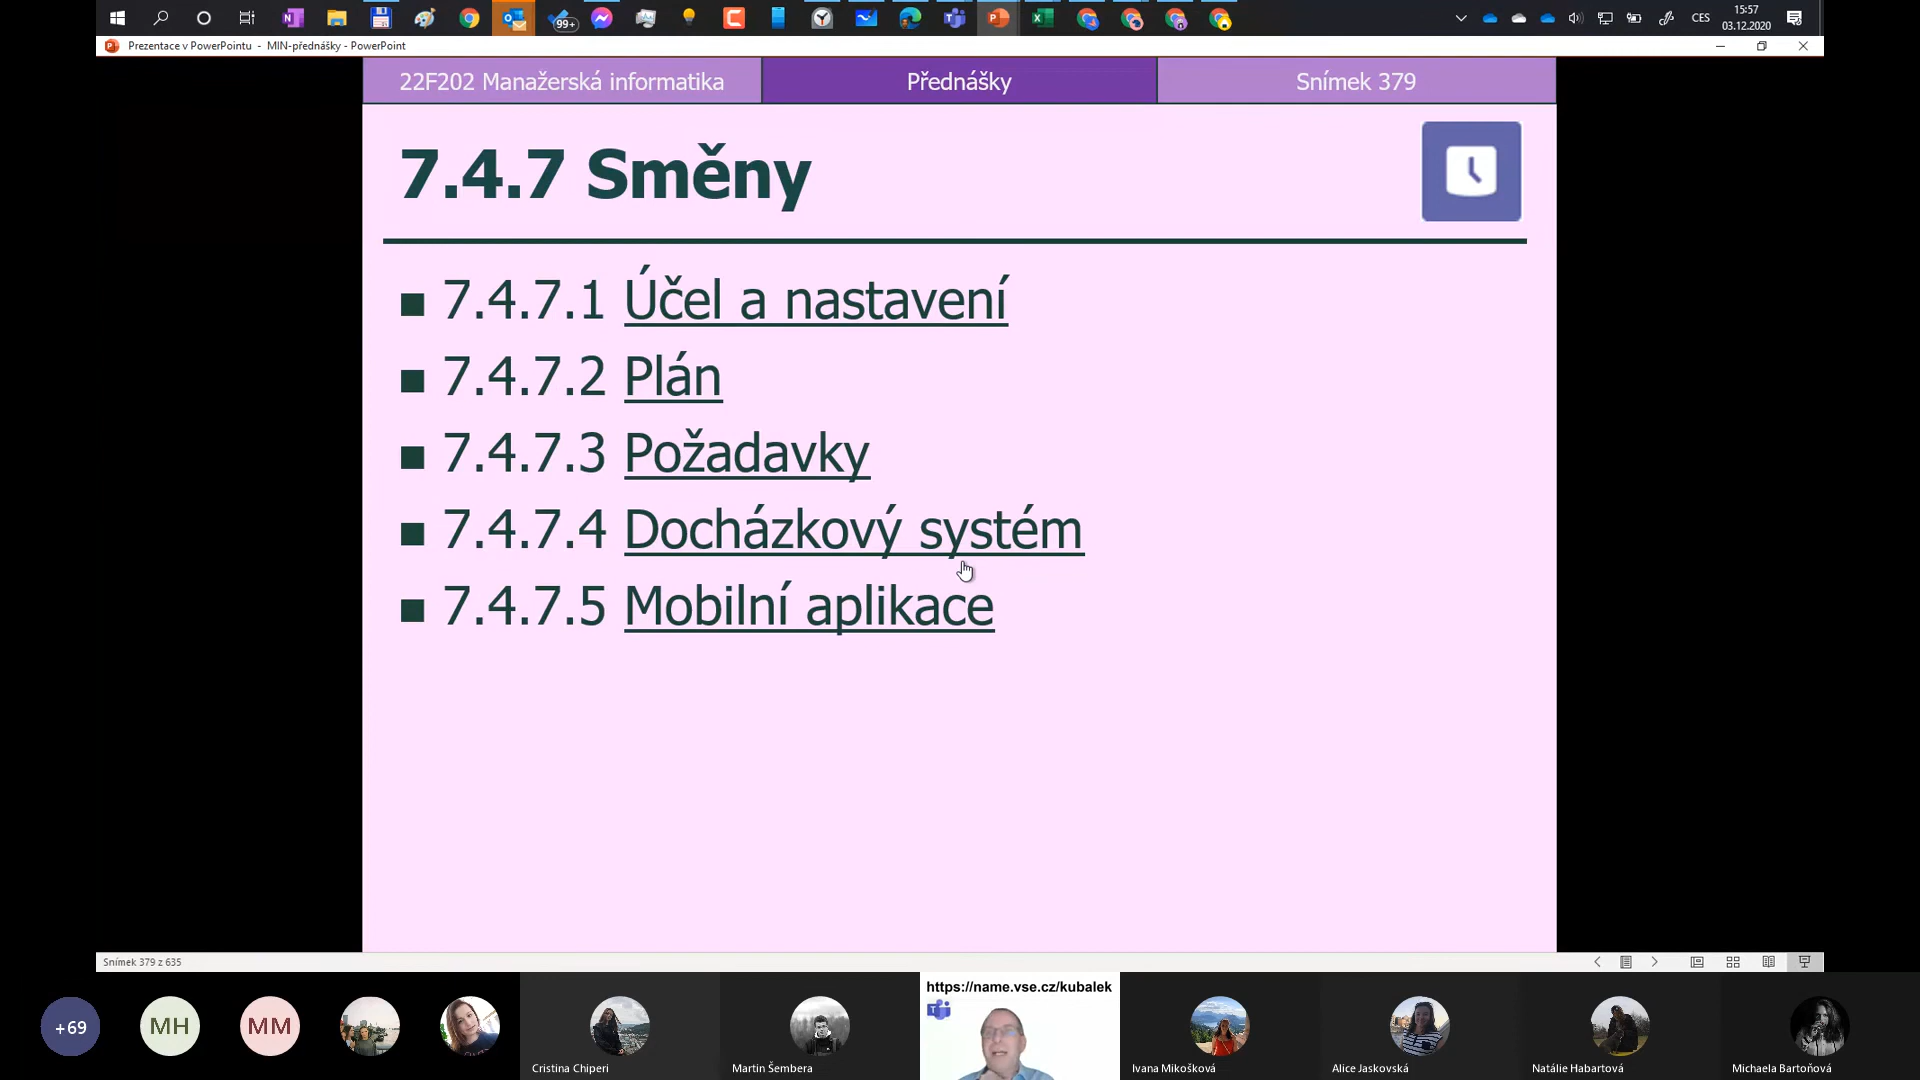 99+
CES
15:57
03.12.2020
Prezentace v PowerPointu - MIN-přednášky - PowerPoint
22F202 Manažerská informatika
Přednášky
Snímek 379
7.4.7 Směny
7.4.7.1 Účel a nastavení
7.4.7.2 Plán
7.4.7.3 Požadavky
7.4.7.4 Docházkový systém
7.4.7.5 Mobilní aplikace
Snímek 379 z 635
+69
MH
MM
https://name.vse.cz/kubalek
Cristina Chiperi
Martin Šembera
Ivana Mikošková
Alice Jaskovská
Natálie Habartová
Michaela Bartoňová